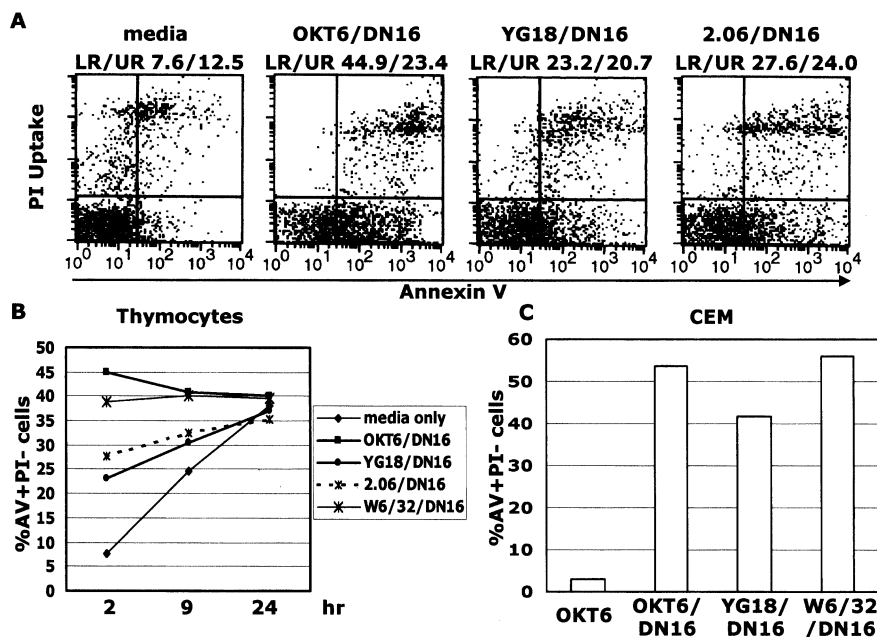 A
media
OKT6/DN16
YG18/DN16
2.06/DN16
LR/UR 7.6/12.5
LR/UR 44.9/23.4
LR/UR 23.2/20.7
LR/UR 27.6/24.0
PI Uptake
10^0 10^1 10^2 10^3 10^4
10^0 10^1 10^2 10^3 10^4
10^0 10^1 10^2 10^3 10^4
10^0 10^1 10^2 10^3 10^4
Annexin V
B
Thymocytes
%AV+PI- cells
50
45
40
35
30
25
20
15
10
5
0
2 9 24 hr
media only
OKT6/DN16
YG18/DN16
2.06/DN16
W6/32/DN16
C
CEM
%AV+PI- cells
60
50
40
30
20
10
0
OKT6
OKT6/
DN16
YG18/
DN16
W6/32
/DN16